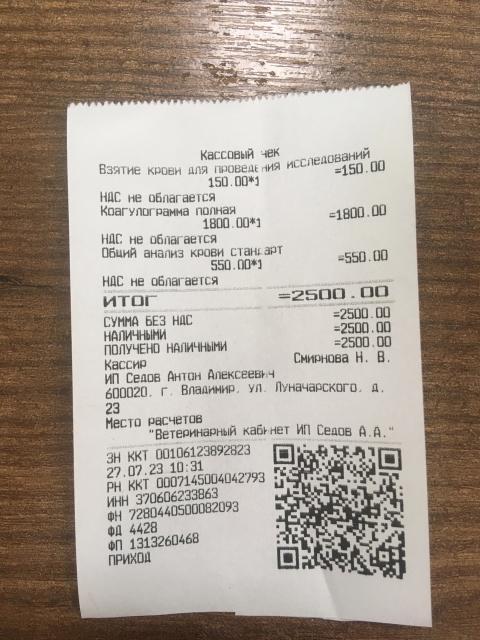 Кассовый чек
Взятие крови для проведения исследований
150.00*1 =150.00
НДС не облагается
Коагулограмма полная
1800.00*1 =1800.00
НДС не облагается
Общий анализ крови стандарт
550.00*1 =550.00
НДС не облагается
ИТОГ =2500.00
СУММА БЕЗ НДС =2500.00
НАЛИЧНЫМИ =2500.00
ПОЛУЧЕНО НАЛИЧНЫМИ =2500.00
Кассир Смирнова Н. В.
ИП Седов Антон Алексеевич
600020, г. Владимир, ул. Луначарского, д.
23
Место расчетов
"Ветеринарный кабинет ИП Седов А.А."
ЗН ККТ 00106123892823
27.07.23 10:31
РН ККТ 0007145004042793
ИНН 370606233863
ФН 7280440500082093
ФД 4428
ФП 1313260468
ПРИХОД